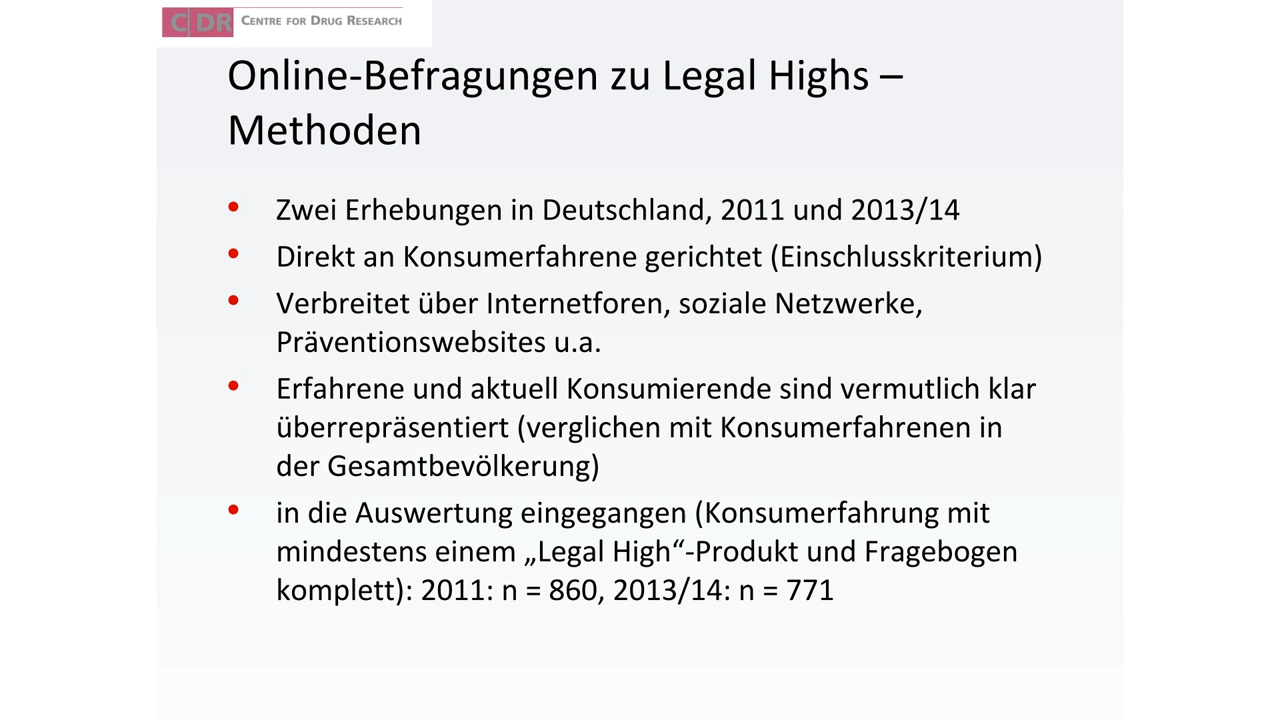 CDR CENTRE FOR DRUG RESEARCH
Online-Befragungen zu Legal Highs –
Methoden
• Zwei Erhebungen in Deutschland, 2011 und 2013/14
• Direkt an Konsumerfahrene gerichtet (Einschlusskriterium)
• Verbreitet über Internetforen, soziale Netzwerke,
Präventionswebsites u.a.
• Erfahrene und aktuell Konsumierende sind vermutlich klar
überrepräsentiert (verglichen mit Konsumerfahrenen in
der Gesamtbevölkerung)
• in die Auswertung eingegangen (Konsumerfahrung mit
mindestens einem „Legal High“-Produkt und Fragebogen
komplett): 2011: n = 860, 2013/14: n = 771